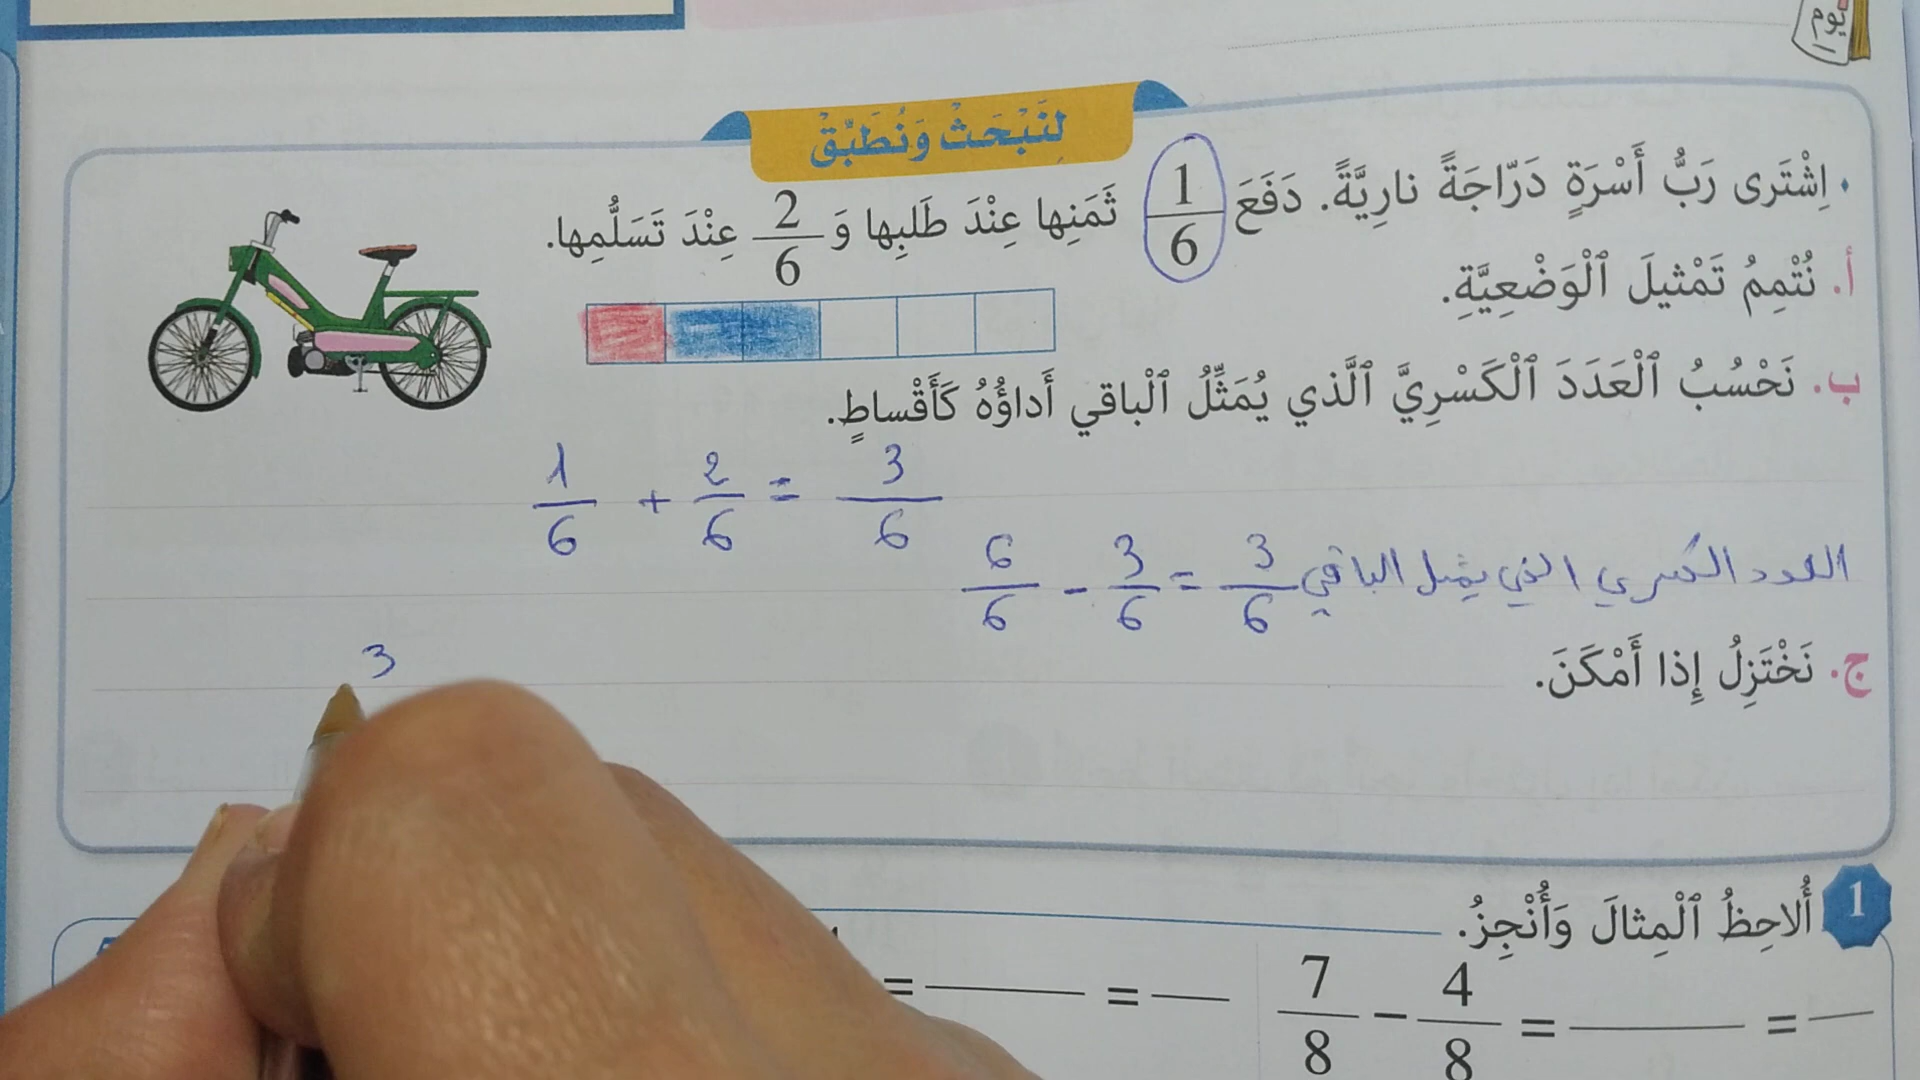 يوم 1
لِنَبْحَثْ وَنُطَبِّقْ
• اِشْتَرى رَبُّ أَسْرَةٍ دَرّاجَةً نارِيَّةً. دَفَعَ 1/6 ثَمَنِها عِنْدَ طَلَبِها وَ 2/6 عِنْدَ تَسَلُّمِها.
أ. نُتْمِمُ تَمْثيلَ ٱلْوَضْعِيَّةِ.
ب. نَحْسُبُ ٱلْعَدَدَ ٱلْكَسْرِيَّ ٱلَّذي يُمَثِّلُ ٱلْباقي أَداؤُهُ كَأَقْساطٍ.
1/6 + 2/6 = 3/6
العدد الكسري الذي يمثل الباقي 6/6 - 3/6 = 3/6
ج. نَخْتَزِلُ إِذا أَمْكَنَ.
3
1 أُلاحِظُ ٱلْمِثالَ وَأُنْجِزُ.
= ― = ―
7/8 − 4/8 = ― = ―